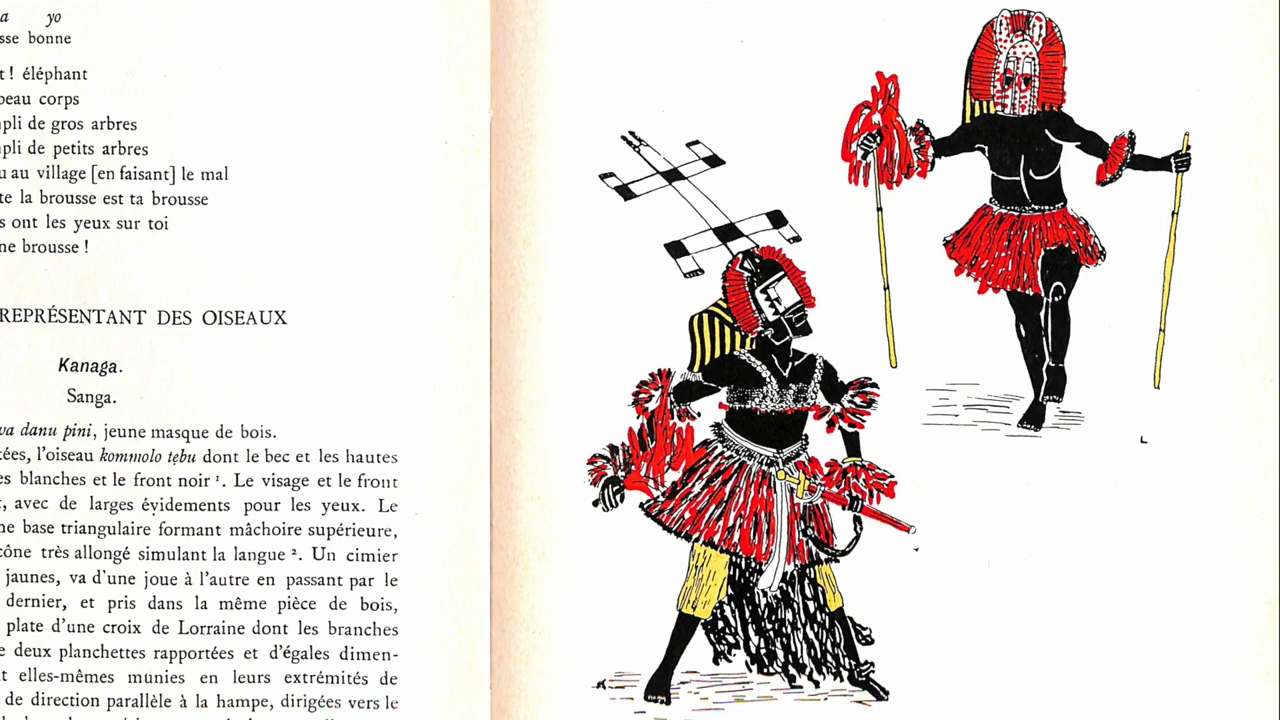 a yo
sse bonne
t ! éléphant
beau corps
pli de gros arbres
pli de petits arbres
u au village [en faisant] le mal
te la brousse est ta brousse
s ont les yeux sur toi
ne brousse !
REPRÉSENTANT DES OISEAUX
Kanaga.
Sanga.
va danu pini, jeune masque de bois.
tées, l'oiseau kommolo tẹbu dont le bec et les hautes
es blanches et le front noir ¹. Le visage et le front
t, avec de larges évidements pour les yeux. Le
ne base triangulaire formant mâchoire supérieure,
cône très allongé simulant la langue ². Un cimier
jaunes, va d'une joue à l'autre en passant par le
dernier, et pris dans la même pièce de bois,
plate d'une croix de Lorraine dont les branches
e deux planchettes rapportées et d'égales dimen-
t elles-mêmes munies en leurs extrémités de
de direction parallèle à la hampe, dirigées vers le
K
L